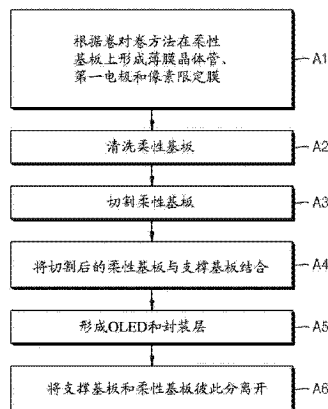 根据卷对卷方法在柔性
基板上形成薄膜晶体管、
第一电极和像素限定膜
A1
清洗柔性基板
A2
切割柔性基板
A3
将切割后的柔性基板与支撑基板结合
A4
形成OLED和封装层
A5
将支撑基板和柔性基板彼此分离开
A6